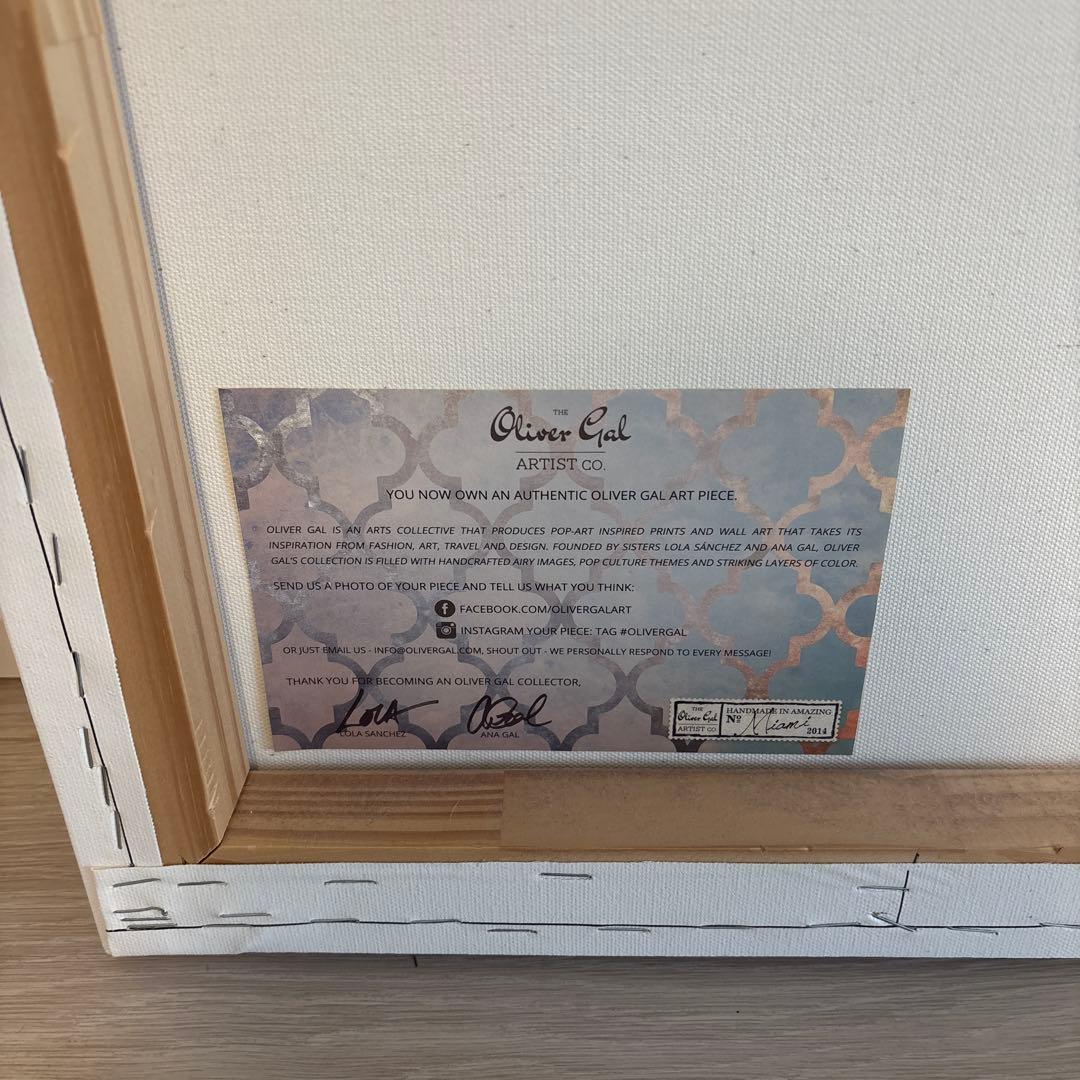 THE
Oliver Gal
ARTIST CO.
YOU NOW OWN AN AUTHENTIC OLIVER GAL ART PIECE.
OLIVER GAL IS AN ARTS COLLECTIVE THAT PRODUCES POP-ART INSPIRED PRINTS AND WALL ART THAT TAKES ITS
INSPIRATION FROM FASHION, ART, TRAVEL AND DESIGN. FOUNDED BY SISTERS LOLA SÁNCHEZ AND ANA GAL, OLIVER
GAL'S COLLECTION IS FILLED WITH HANDCRAFTED AIRY IMAGES, POP CULTURE THEMES AND STRIKING LAYERS OF COLOR.
SEND US A PHOTO OF YOUR PIECE AND TELL US WHAT YOU THINK:
f FACEBOOK.COM/OLIVERGALART
INSTAGRAM YOUR PIECE: TAG #OLIVERGAL
OR JUST EMAIL US - INFO@OLIVERGAL.COM, SHOUT OUT - WE PERSONALLY RESPOND TO EVERY MESSAGE!
THANK YOU FOR BECOMING AN OLIVER GAL COLLECTOR,
LOLA
LOLA SANCHEZ
ANA GAL
THE
Oliver Gal
ARTIST CO.
HANDMADE IN AMAZING
Nº Miami
2014